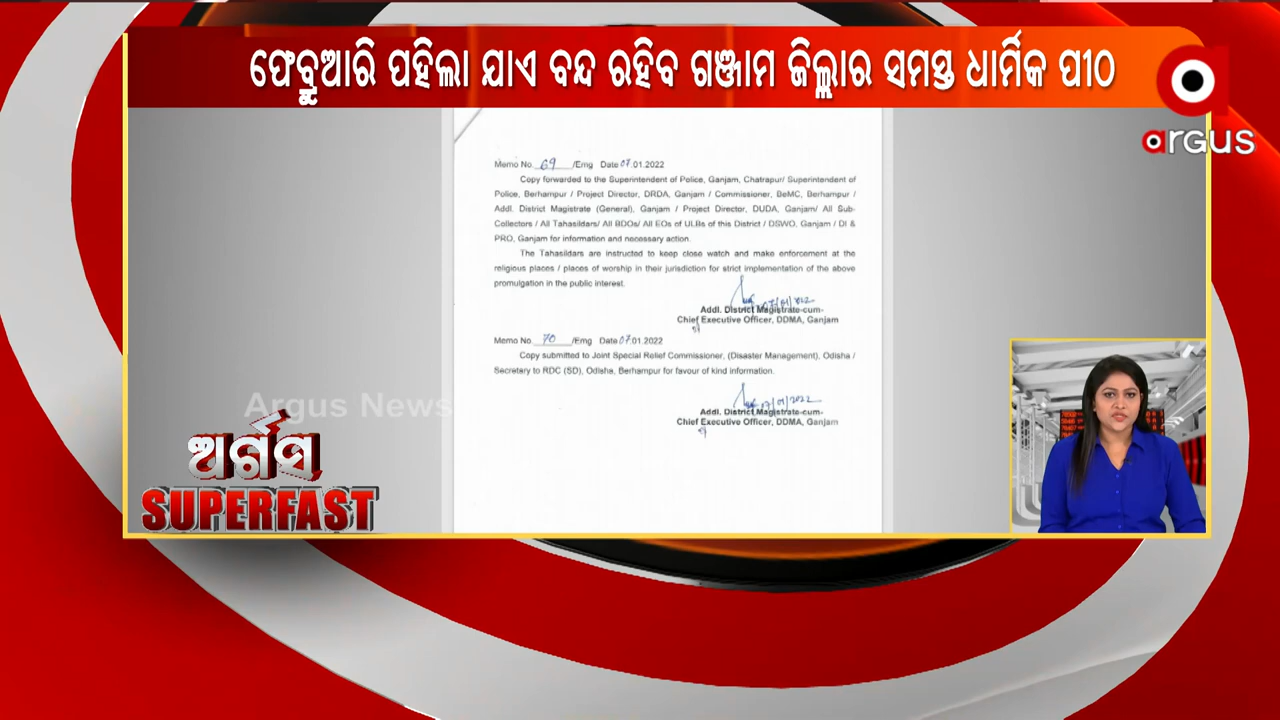 ଫେବୃଆରି ପହିଲା ଯାଏ ବନ୍ଦ ରହିବ ଗଞ୍ଜାମ ଜିଲ୍ଲାର ସମସ୍ତ ଧାର୍ମିକ ପୀଠ
argus
Memo No. 69 /Emg Date 07.01.2022
Copy forwarded to the Superintendent of Police, Ganjam, Chatrapur/ Superintendent of
Police, Berhampur / Project Director, DRDA, Ganjam / Commissioner, BeMC, Berhampur /
Addl. District Magistrate (General), Ganjam / Project Director, DUDA, Ganjam/ All Sub-
Collectors / All Tahasildars/ All BDOs/ All EOs of ULBs of this District / DSWO, Ganjam / DI &
PRO, Ganjam for information and necessary action.
The Tahasildars are instructed to keep close watch and make enforcement at the
religious places / places of worship in their jurisdiction for strict implementation of the above
promulgation in the public interest.
07/01/2022
Addl. District Magistrate-cum-
Chief Executive Officer, DDMA, Ganjam
Memo No. 70 /Emg Date 07.01.2022
Copy submitted to Joint Special Relief Commissioner, (Disaster Management), Odisha /
Secretary to RDC (SD), Odisha, Berhampur for favour of kind information.
07/01/2022
Addl. District Magistrate-cum-
Chief Executive Officer, DDMA, Ganjam
Argus News
ଅର୍ଗସ
SUPERFAST